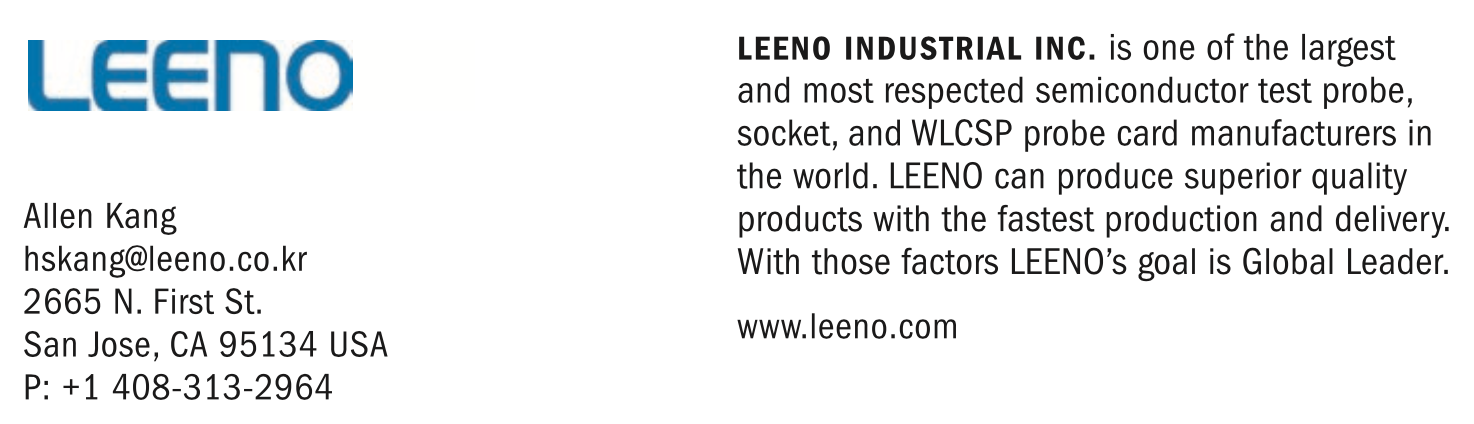 LEENO
Allen Kang
hskang@leeno.co.kr
2665 N. First St.
San Jose, CA 95134 USA
P: +1 408-313-2964
LEENO INDUSTRIAL INC. is one of the largest
and most respected semiconductor test probe,
socket, and WLCSP probe card manufacturers in
the world. LEENO can produce superior quality
products with the fastest production and delivery.
With those factors LEENO’s goal is Global Leader.
www.leeno.com